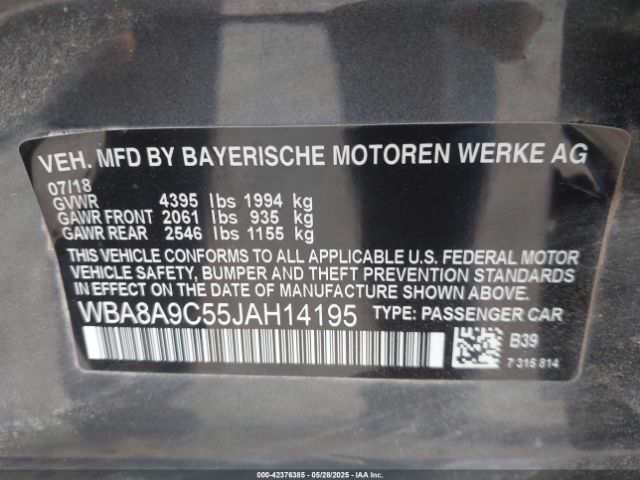 VEH. MFD BY BAYERISCHE MOTOREN WERKE AG
07/18
GVWR 4395 lbs 1994 kg
GAWR FRONT 2061 lbs 935 kg
GAWR REAR 2546 lbs 1155 kg
THIS VEHICLE CONFORMS TO ALL APPLICABLE U.S. FEDERAL MOTOR
VEHICLE SAFETY, BUMPER AND THEFT PREVENTION STANDARDS
IN EFFECT ON THE DATE OF MANUFACTURE SHOWN ABOVE.
WBA8A9C55JAH14195 TYPE: PASSENGER CAR
B39
7 315 814
000-42376385 - 05/28/2025 - IAA Inc.